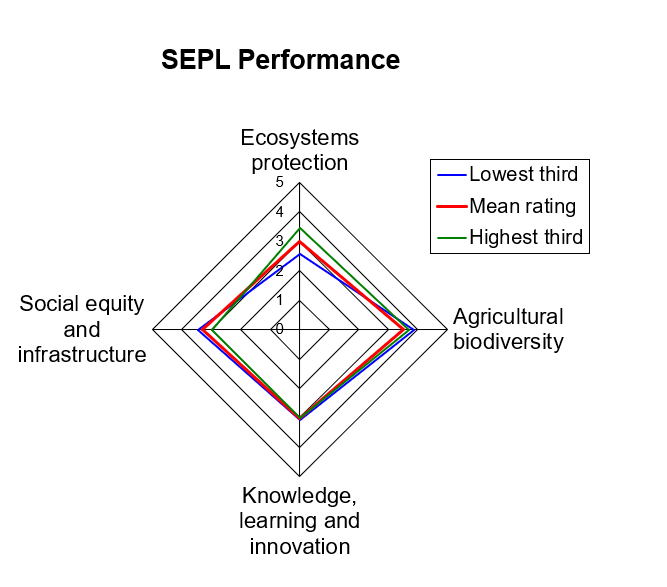 SEPL Performance
Ecosystems
protection
5
4
3
2
1
0
Lowest third
Mean rating
Highest third
Social equity
and
infrastructure
Agricultural
biodiversity
Knowledge,
learning and
innovation